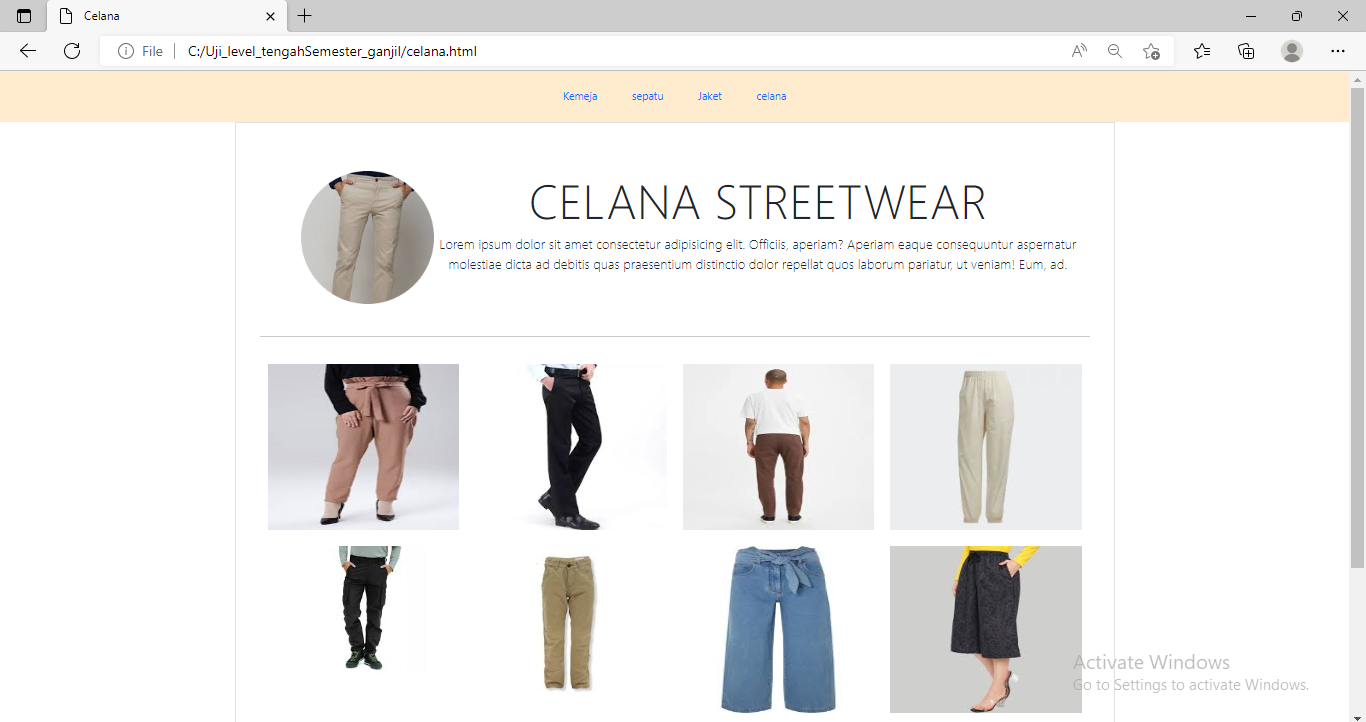 Celana
File
C:/Uji_level_tengahSemester_ganjil/celana.html
Kemeja
sepatu
Jaket
celana
CELANA STREETWEAR
Lorem ipsum dolor sit amet consectetur adipisicing elit. Officiis, aperiam? Aperiam eaque consequuntur aspernatur
molestiae dicta ad debitis quas praesentium distinctio dolor repellat quos laborum pariatur, ut veniam! Eum, ad.
Activate Windows
Go to Settings to activate Windows.